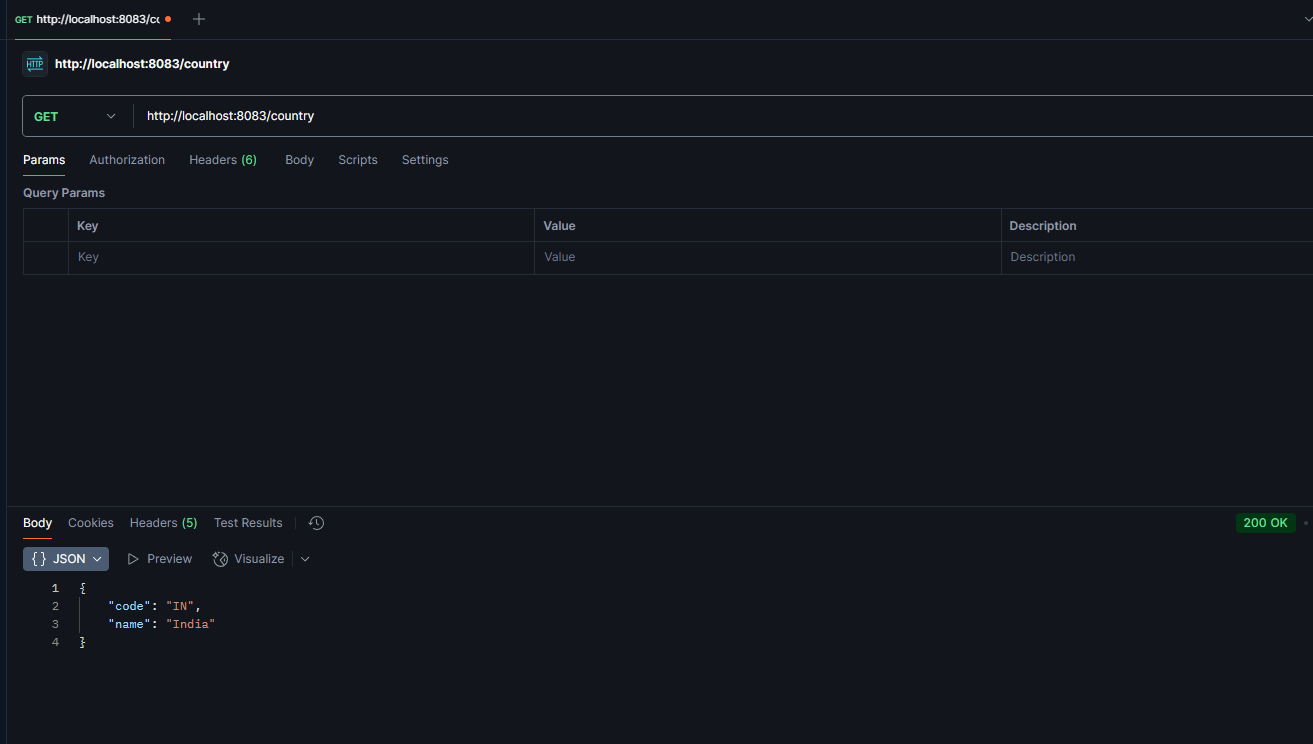 GET http://localhost:8083/cc
HTTP http://localhost:8083/country
GET http://localhost:8083/country
Params Authorization Headers (6) Body Scripts Settings
Query Params
Key Value Description
Key Value Description
Body Cookies Headers (5) Test Results 200 OK
{ } JSON Preview Visualize
1 {
2 "code": "IN",
3 "name": "India"
4 }